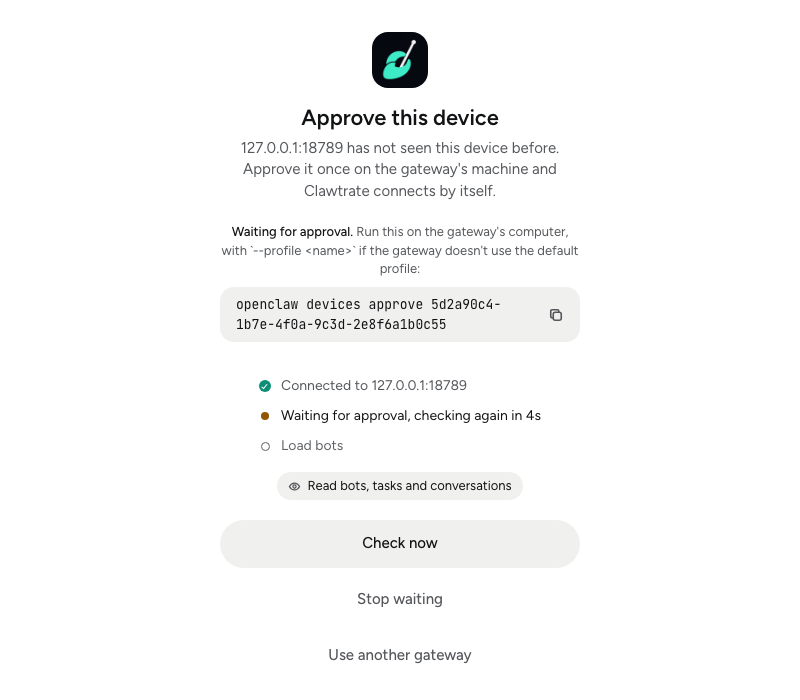 Approve this device
127.0.0.1:18789 has not seen this device before.
Approve it once on the gateway's machine and
Clawtrate connects by itself.
Waiting for approval. Run this on the gateway's computer,
with `--profile <name>` if the gateway doesn't use the default
profile:
openclaw devices approve 5d2a90c4-
1b7e-4f0a-9c3d-2e8f6a1b0c55
Connected to 127.0.0.1:18789
Waiting for approval, checking again in 4s
Load bots
Read bots, tasks and conversations
Check now
Stop waiting
Use another gateway